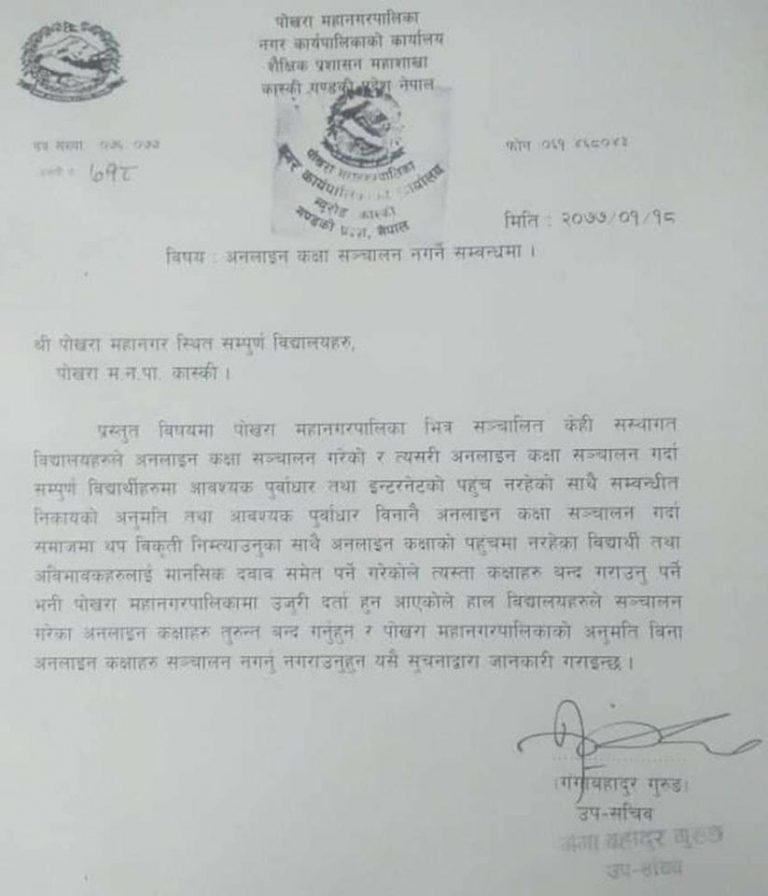 पोखरा महानगरपालिका
नगर कार्यपालिकाको कार्यालय
शैक्षिक प्रशासन महाशाखा
कास्की गण्डकी प्रदेश नेपाल
पोखरा महानगरपालिका
नगर कार्यपालिकाको कार्यालय
न्युरोड कास्की
गण्डकी प्रदेश, नेपाल
पत्र संख्या ०७६ ०७७
७१८
फोन :०६१
मिति : २०७७/०१/१८
विषय : अनलाइन कक्षा सञ्चालन नगर्ने सम्बन्धमा ।
श्री पोखरा महानगर स्थित सम्पुर्ण विद्यालयहरु,
पोखरा म.न.पा. कास्की ।
प्रस्तुत विषयमा पोखरा महानगरपालिका भित्र सञ्चालित केही सस्थागत
विद्यालयहरुले अनलाइन कक्षा सञ्चालन गरेको र त्यसरी अनलाइन कक्षा सञ्चालन गर्दा
सम्पुर्ण विद्यार्थीहरुमा आवश्यक पुर्वाधार तथा इन्टरनेटको पहुच नरहेको साथै सम्बन्धीत
निकायको अनुमति तथा आवश्यक पुर्वाधार विनानै अनलाइन कक्षा सञ्चालन गर्दा
समाजमा थप बिकृती निम्त्याउनुका साथै अनलाइन कक्षाको पहुचमा नरहेका विद्यार्थी तथा
अविभावकहरुलाई मानसिक दवाव समेत पर्ने गरेकोले त्यस्ता कक्षाहरु बन्द गराउनु पर्ने
भनी पोखरा महानगरपालिकामा उजुरी दर्ता हुन आएकोले हाल विद्यालयहरुले सञ्चालन
गरेका अनलाइन कक्षाहरु तुरुन्त बन्द गर्नुहुन र पोखरा महानगरपालिकाको अनुमति विना
अनलाइन कक्षाहरु सञ्चालन नगर्नु नगराउनुहुन यसै सुचनाद्वारा जानकारी गराइन्छ ।
(गंगाबहादुर गुरुङ)
उप-सचिव
गंगा बहादुर गुरुङ
उप-सचिव